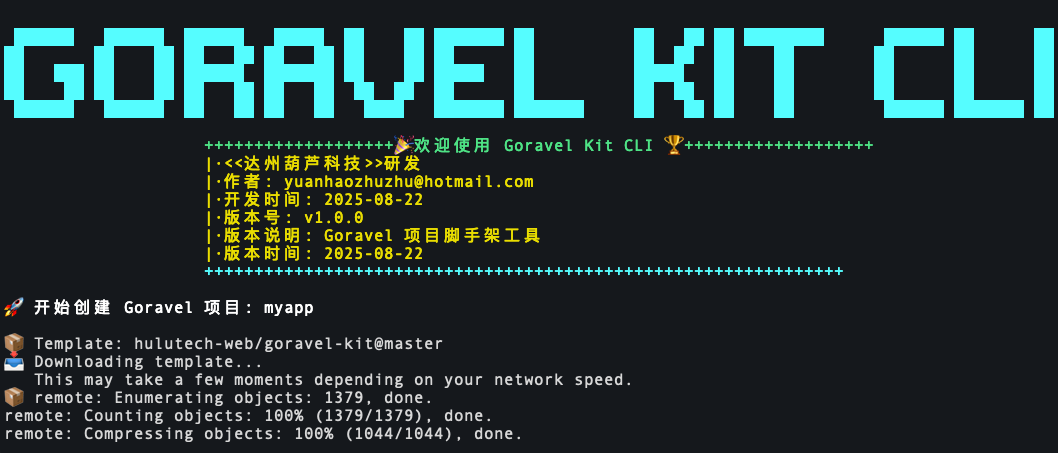 GORAVEL KIT CLI
+++++++++++++++++++🎉欢迎使用 Goravel Kit CLI 🏆+++++++++++++++++++
|·<<达州葫芦科技>>研发
|·作者: yuanhaozhuzhu@hotmail.com
|·开发时间: 2025-08-22
|·版本号: v1.0.0
|·版本说明: Goravel 项目脚手架工具
|·版本时间: 2025-08-22
++++++++++++++++++++++++++++++++++++++++++++++++++++++++++++++++
🚀 开始创建 Goravel 项目: myapp
📦 Template: hulutech-web/goravel-kit@master
📥 Downloading template...
This may take a few moments depending on your network speed.
📦 remote: Enumerating objects: 1379, done.
remote: Counting objects: 100% (1379/1379), done.
remote: Compressing objects: 100% (1044/1044), done.